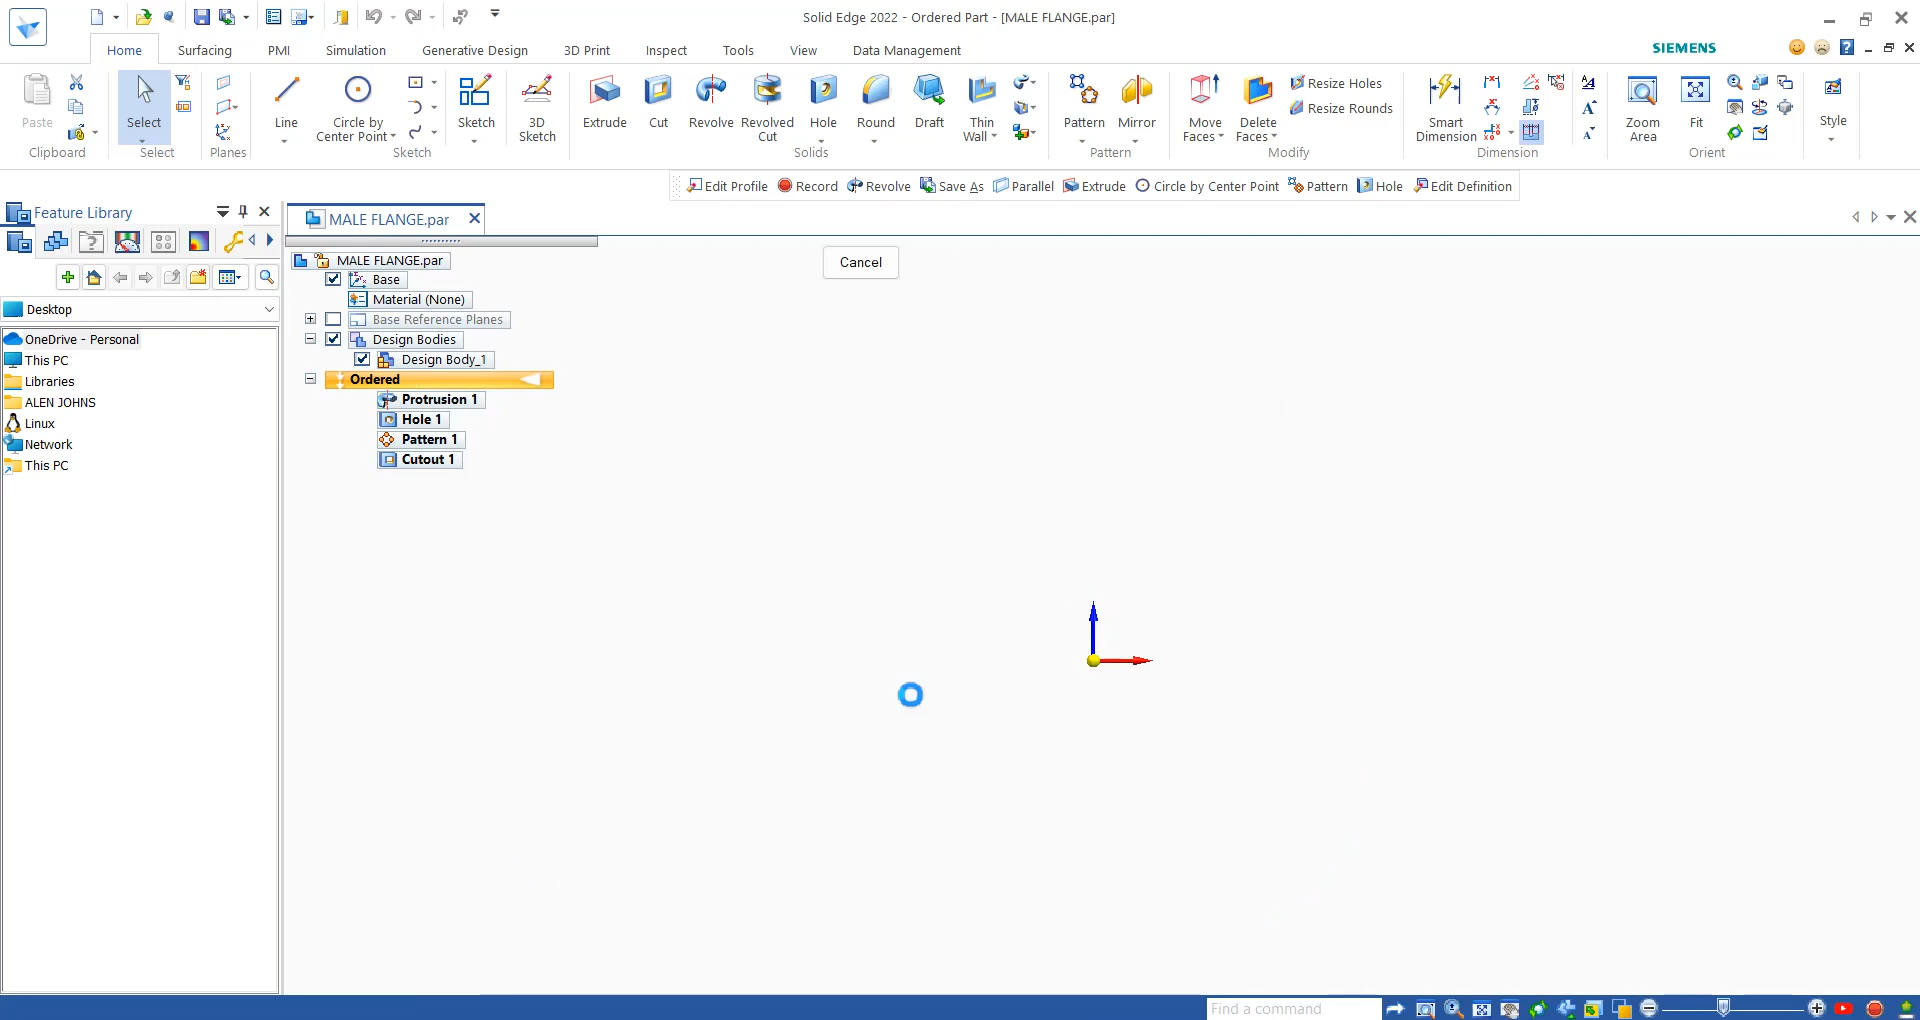 Solid Edge 2022 - Ordered Part - [MALE FLANGE.par]
Home
Surfacing
PMI
Simulation
Generative Design
3D Print
Inspect
Tools
View
Data Management
SIEMENS
Paste
Clipboard
Select
Select
Planes
Line
Circle by
Center Point
Sketch
3D
Sketch
Sketch
Extrude
Cut
Revolve
Revolved
Cut
Hole
Round
Draft
Thin
Wall
Solids
Pattern
Mirror
Pattern
Move
Faces
Delete
Faces
Resize Holes
Resize Rounds
Modify
Smart
Dimension
Dimension
Zoom
Area
Fit
Orient
Style
Edit Profile
Record
Revolve
Save As
Parallel
Extrude
Circle by Center Point
Pattern
Hole
Edit Definition
Feature Library
Desktop
OneDrive - Personal
This PC
Libraries
ALEN JOHNS
Linux
Network
This PC
MALE FLANGE.par
MALE FLANGE.par
Base
Material (None)
Base Reference Planes
Design Bodies
Design Body_1
Ordered
Protrusion 1
Hole 1
Pattern 1
Cutout 1
Cancel
Find a command